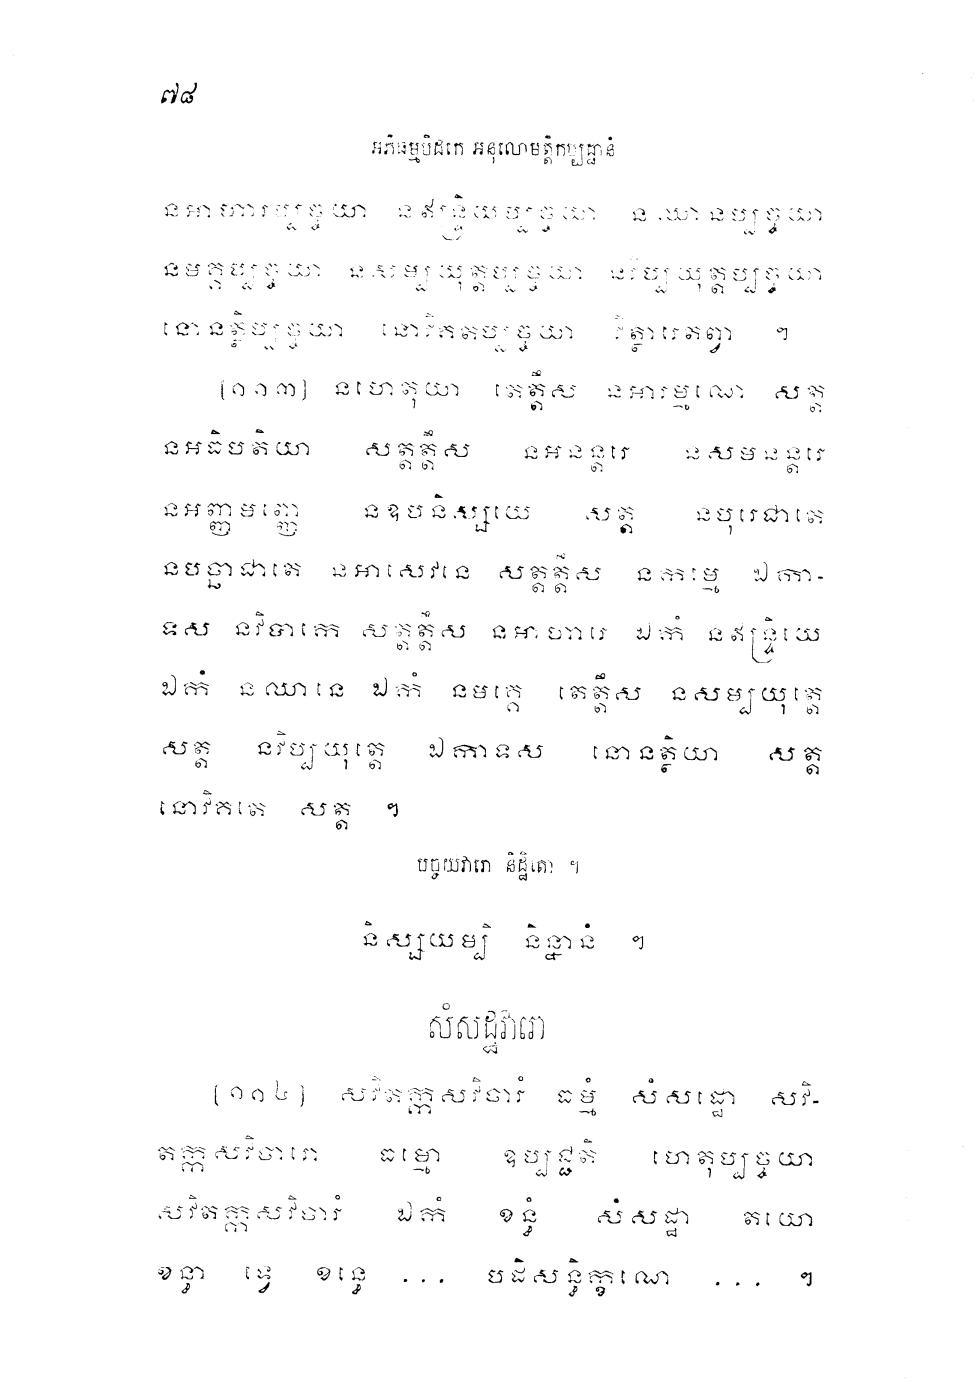 ៧៨
អភិធម្មបិដកេ អនុលោមត្តិកប្បដ្ឋានំ
នអាហារប្បច្ចយា នឥន្ទ្រិយប្បច្ចយា នឈានប្បច្ចយា
នមគ្គប្បច្ចយា នសម្បយុត្តប្បច្ចយា នវិប្បយុត្តប្បច្ចយា
នោនត្ថិប្បច្ចយា នោវិគតប្បច្ចយា វិត្ថារេតព្វា ។
[១១៣] នហេតុយា តេត្តឹស នអារម្មណេ សត្ត
នអធិបតិយា សត្តត្តឹស នអនន្តរេ នសមនន្តរេ
នអញ្ញមញ្ញេ នឧបនិស្សយេ សត្ត នបុរេជាតេ
នបច្ឆាជាតេ នអាសេវនេ សត្តត្តឹស នកម្មេ ឯកា-
ទស នវិបាកេ សត្តត្តឹស នអាហារេ ឯកំ នឥន្ទ្រិយេ
ឯកំ នឈានេ ឯកំ នមគ្គេ តេត្តឹស នសម្បយុត្តេ
សត្ត នវិប្បយុត្តេ ឯកាទស នោនត្ថិយា សត្ត
នោវិគតេ សត្ត ។
បច្ចយវារោ និដ្ឋិតោ ។
និស្សយម្បិ និន្នានំ ។
សំសដ្ឋវារោ
[១១៤] សវិតក្កសវិចារំ ធម្មំ សំសដ្ឋោ សវិ-
តក្កសវិចារោ ធម្មោ ឧប្បជ្ជតិ ហេតុប្បច្ចយា
សវិតក្កសវិចារំ ឯកំ ខន្ធំ សំសដ្ឋា តយោ
ខន្ធា ទ្វេ ខន្ធេ ... បដិសន្ធិក្ខណេ ... ។